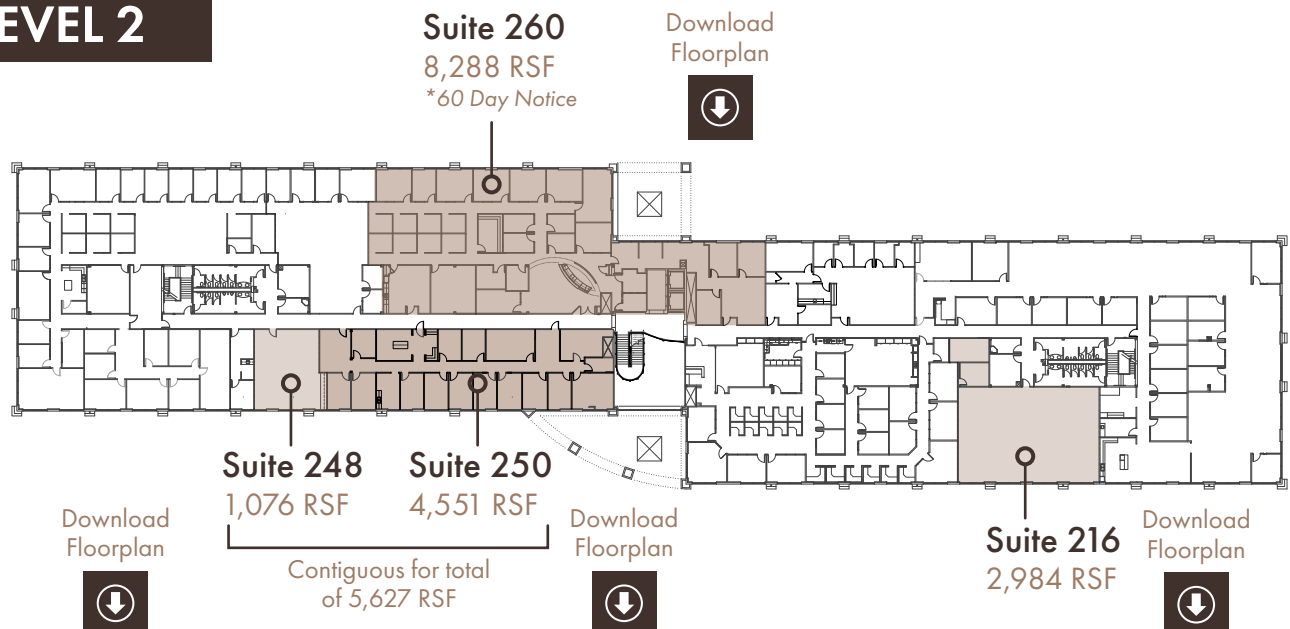 EVEL 2
Suite 260
8,288 RSF
*60 Day Notice
Download
Floorplan
Suite 248
1,076 RSF
Suite 250
4,551 RSF
Contiguous for total
of 5,627 RSF
Download
Floorplan
Download
Floorplan
Suite 216
2,984 RSF
Download
Floorplan